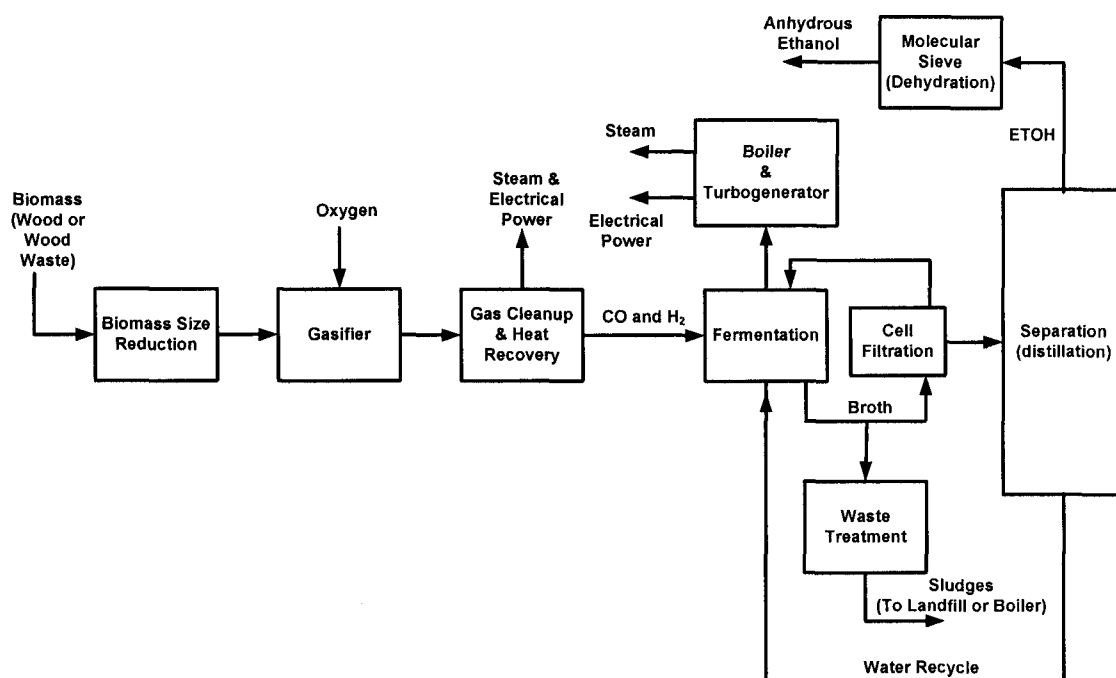 Anhydrous
Ethanol
Molecular
Sieve
(Dehydration)
ETOH
Steam
Boiler
&
Turbogenerator
Electrical
Power
Steam &
Electrical
Power
Biomass
(Wood or
Wood
Waste)
Oxygen
Biomass Size
Reduction
Gasifier
Gas Cleanup
& Heat
Recovery
CO and H₂
Fermentation
Cell
Filtration
Separation
(distillation)
Broth
Waste
Treatment
Sludges
(To Landfill or Boiler)
Water Recycle